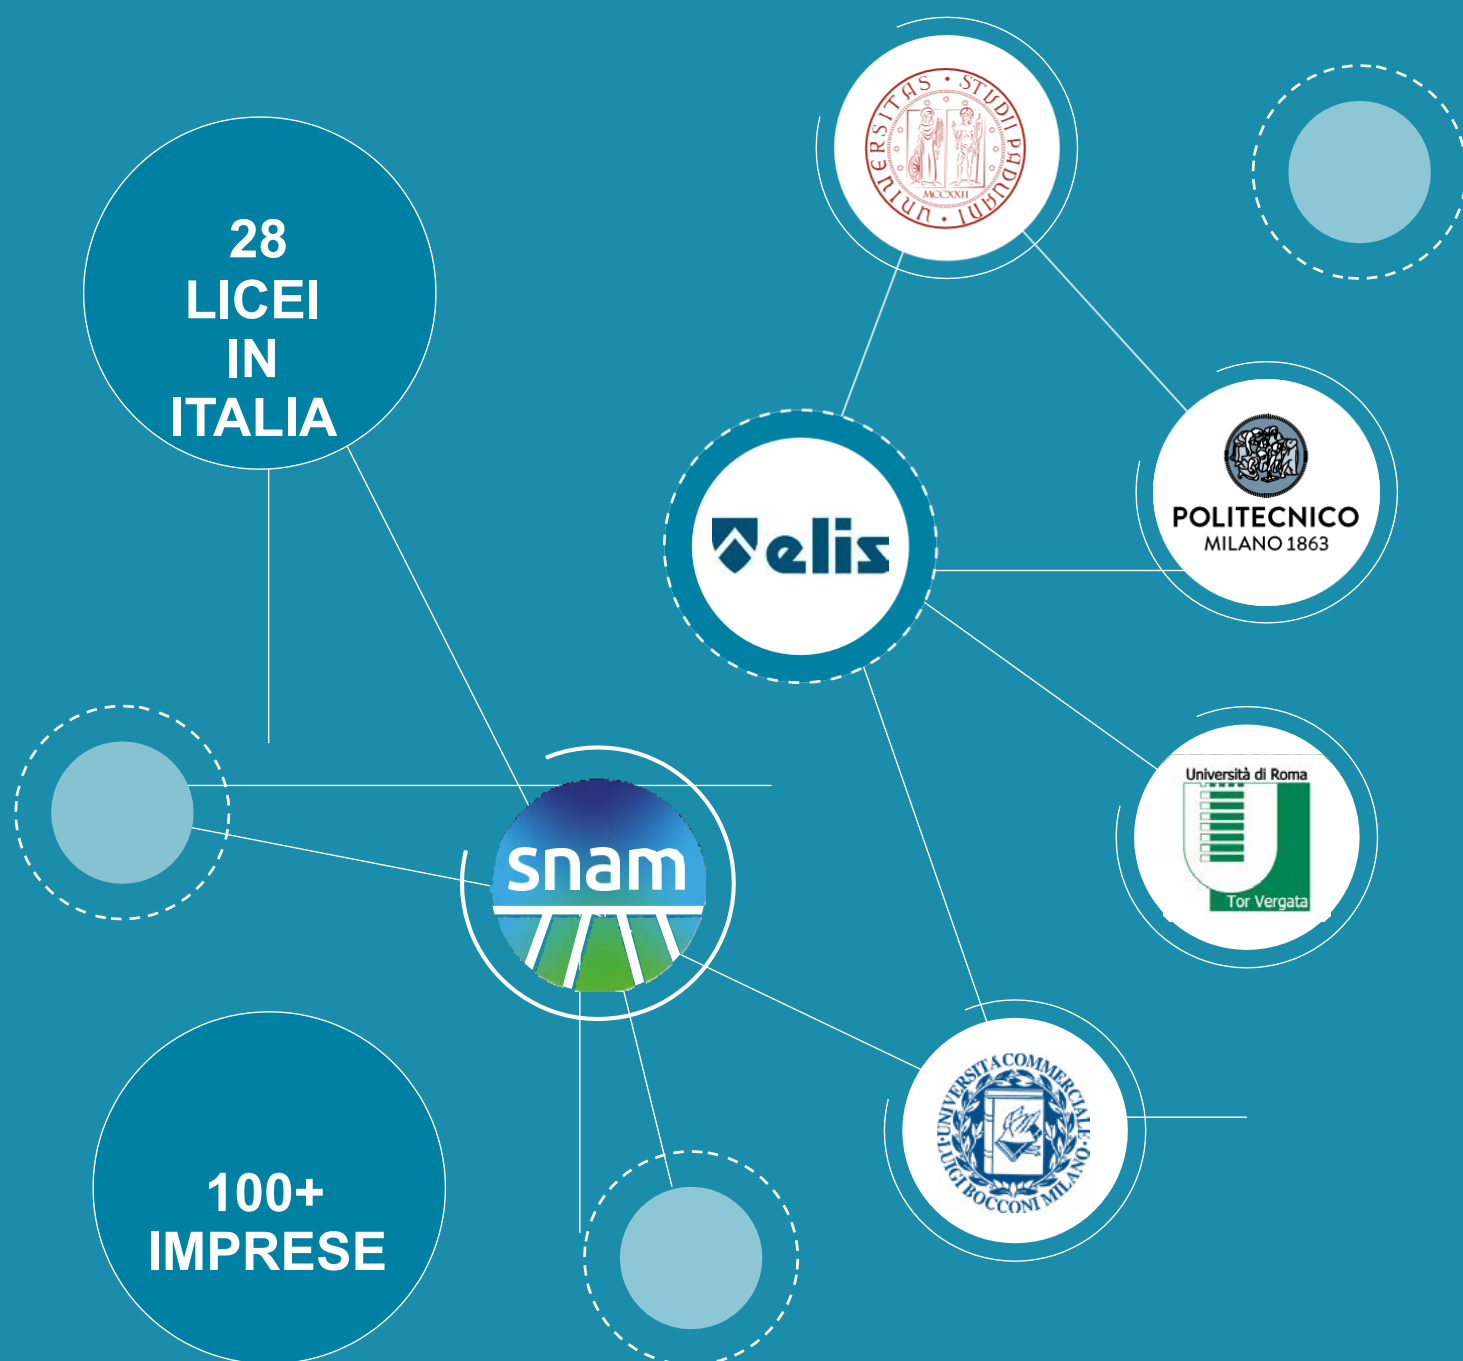 28
LICEI
IN
ITALIA
UNIVERSITAS • STUDII PADUANI •
MCCXXII
POLITECNICO
MILANO 1863
elis
Università di Roma
Tor Vergata
snam
UNIVERSITA COMMERCIALE • LUIGI BOCCONI MILANO •
100+
IMPRESE